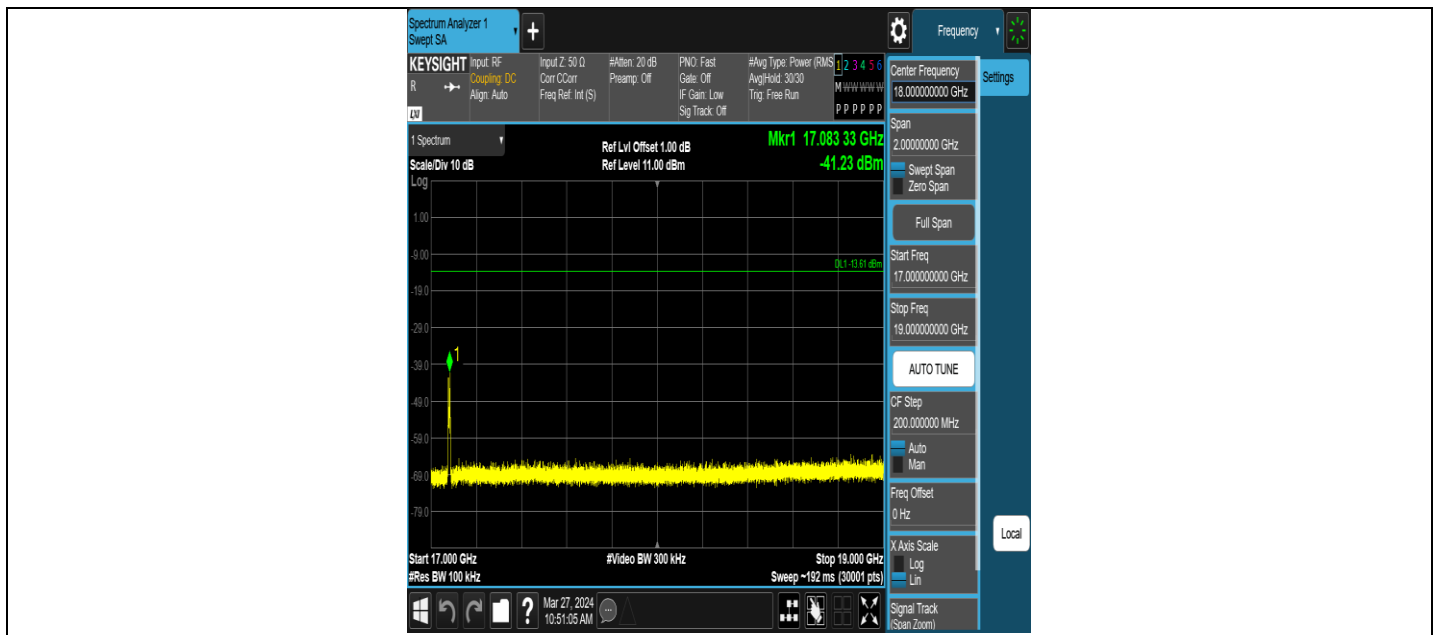 Spectrum Analyzer 1
Swept SA
+
Frequency
KEYSIGHT
R
LXI
Input: RF
Coupling: DC
Align: Auto
Input Z: 50 Ω
Corr CCorr
Freq Ref: Int (S)
#Atten: 20 dB
Preamp: Off
PNO: Fast
Gate: Off
IF Gain: Low
Sig Track: Off
#Avg Type: Power (RMS
Avg|Hold: 30/30
Trig: Free Run
1 2 3 4 5 6
M W W W W W
P P P P P P
1 Spectrum
Scale/Div 10 dB
Log
Ref Lvl Offset 1.00 dB
Ref Level 11.00 dBm
Mkr1 17.083 33 GHz
-41.23 dBm
1.00
-9.00
DL1 -13.61 dBm
-19.0
-29.0
1
-39.0
-49.0
-59.0
-69.0
-79.0
Start 17.000 GHz
#Res BW 100 kHz
#Video BW 300 kHz
Stop 19.000 GHz
Sweep ~192 ms (30001 pts)
Center Frequency
18.000000000 GHz
Settings
Span
2.00000000 GHz
Swept Span
Zero Span
Full Span
Start Freq
17.000000000 GHz
Stop Freq
19.000000000 GHz
AUTO TUNE
CF Step
200.000000 MHz
Auto
Man
Freq Offset
0 Hz
Local
X Axis Scale
Log
Lin
Signal Track
(Span Zoom)
?
Mar 27, 2024
10:51:05 AM